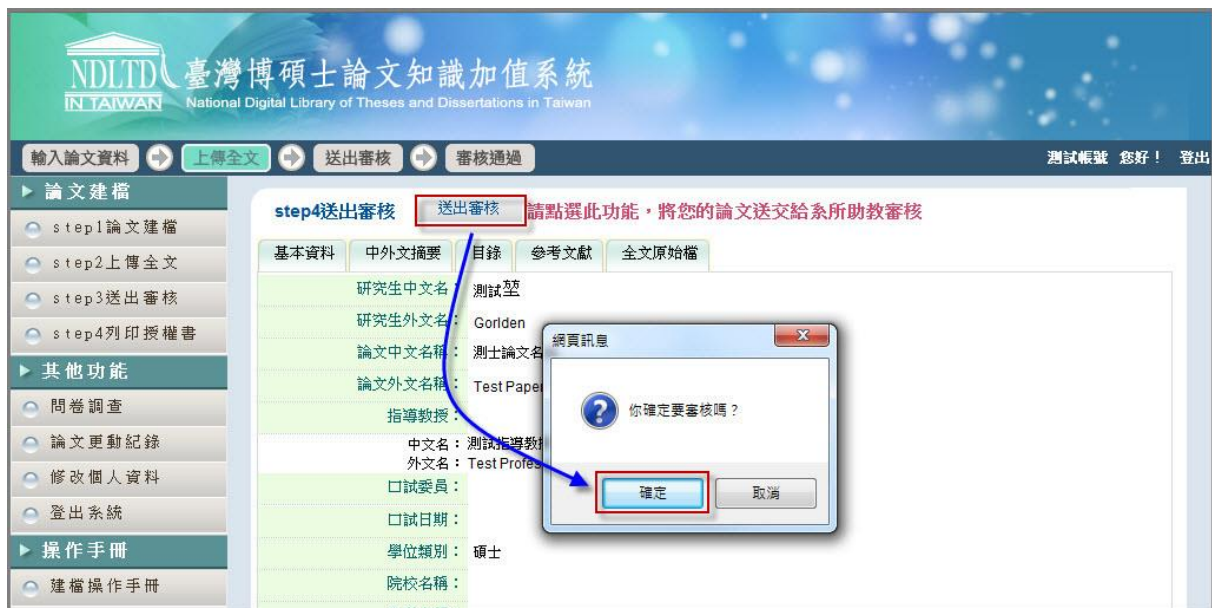 NDLTD 臺灣博碩士論文知識加值系統
IN TAIWAN National Digital Library of Theses and Dissertations in Taiwan
輸入論文資料 上傳全文 送出審核 審核通過 測試帳號 您好！ 登出
論文建檔
step1論文建檔
step2上傳全文
step3送出審核
step4列印授權書
其他功能
問卷調查
論文更動紀錄
修改個人資料
登出系統
操作手冊
建檔操作手冊
step4送出審核 送出審核 請點選此功能，將您的論文送交給系所助教審核
基本資料 中外文摘要 目錄 參考文獻 全文原始檔
研究生中文名： 測試堃
研究生外文名： Gorlden
論文中文名稱： 測士論文名
論文外文名稱： Test Paper
指導教授：
中文名：測試指導教授
外文名：Test Profes
口試委員：
口試日期：
學位類別： 碩士
院校名稱：
網頁訊息
你確定要審核嗎？
確定 取消